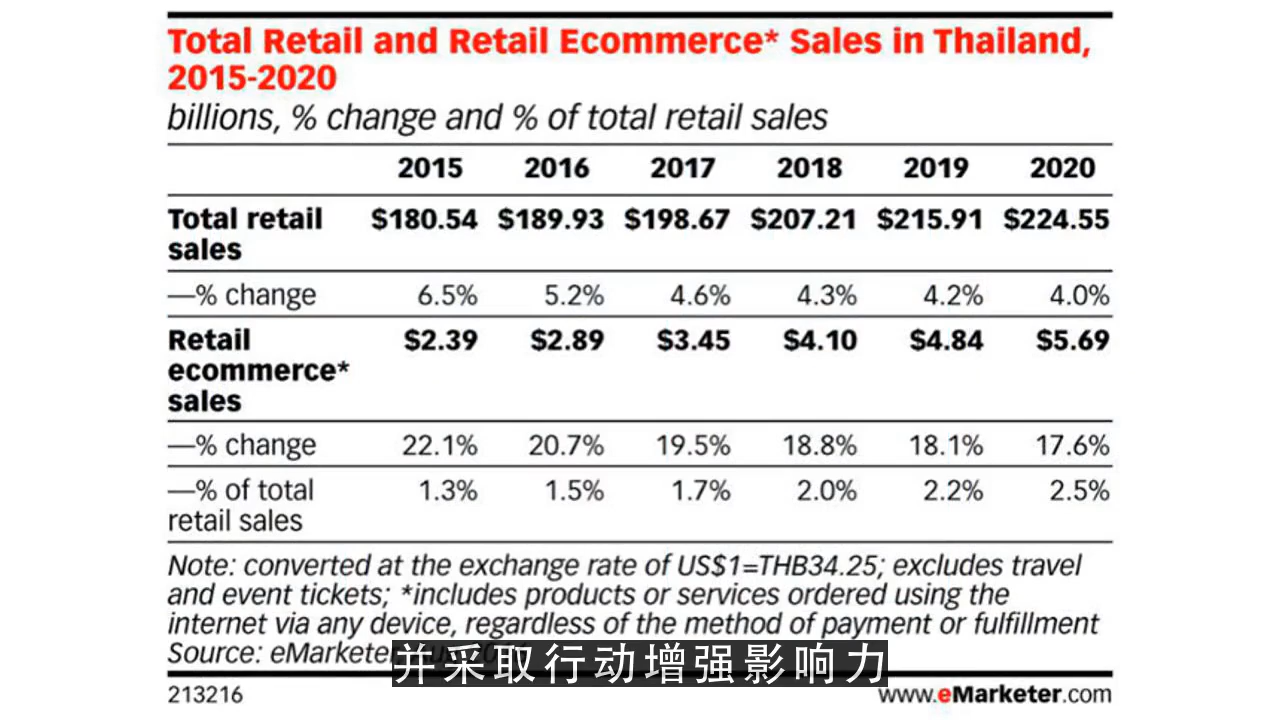 Total Retail and Retail Ecommerce* Sales in Thailand,
2015-2020
billions, % change and % of total retail sales
2015 2016 2017 2018 2019 2020
Total retail sales $180.54 $189.93 $198.67 $207.21 $215.91 $224.55
—% change 6.5% 5.2% 4.6% 4.3% 4.2% 4.0%
Retail ecommerce* sales $2.39 $2.89 $3.45 $4.10 $4.84 $5.69
—% change 22.1% 20.7% 19.5% 18.8% 18.1% 17.6%
—% of total retail sales 1.3% 1.5% 1.7% 2.0% 2.2% 2.5%
Note: converted at the exchange rate of US$1=THB34.25; excludes travel
and event tickets; *includes products or services ordered using the
internet via any device, regardless of the method of payment or fulfillment
Source: eMarketer
并采取行动增强影响力
213216 www.eMarketer.com